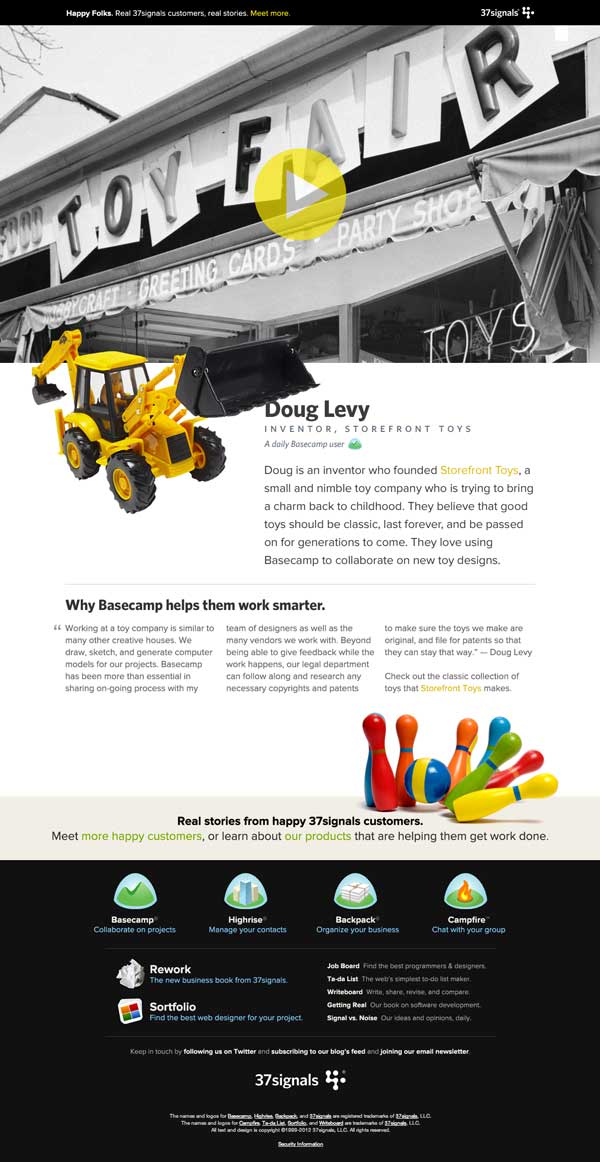 Happy Folks. Real 37signals customers, real stories. Meet more.
37signals
TOY FAIR
HOBBYCRAFT · GREETING CARDS · PARTY SHOP
TOYS
Doug Levy
INVENTOR, STOREFRONT TOYS
A daily Basecamp user
Doug is an inventor who founded Storefront Toys, a
small and nimble toy company who is trying to bring
a charm back to childhood. They believe that good
toys should be classic, last forever, and be passed
on for generations to come. They love using
Basecamp to collaborate on new toy designs.
Why Basecamp helps them work smarter.
“ Working at a toy company is similar to
many other creative houses. We
draw, sketch, and generate computer
models for our projects. Basecamp
has been more than essential in
sharing on-going process with my
team of designers as well as the
many vendors we work with. Beyond
being able to give feedback while the
work happens, our legal department
can follow along and research any
necessary copyrights and patents
to make sure the toys we make are
original, and file for patents so that
they can stay that way.” — Doug Levy
Check out the classic collection of
toys that Storefront Toys makes.
Real stories from happy 37signals customers.
Meet more happy customers, or learn about our products that are helping them get work done.
Basecamp®
Collaborate on projects
Highrise®
Manage your contacts
Backpack®
Organize your business
Campfire™
Chat with your group
Rework
The new business book from 37signals.
Sortfolio
Find the best web designer for your project.
Job Board Find the best programmers & designers.
Ta-da List The web's simplest to-do list maker.
Writeboard Write, share, revise, and compare.
Getting Real Our book on software development.
Signal vs. Noise Our ideas and opinions, daily.
Keep in touch by following us on Twitter and subscribing to our blog's feed and joining our email newsletter.
37signals®
The names and logos for Basecamp, Highrise, Backpack, and 37signals are registered trademarks of 37signals, LLC.
The names and logos for Campfire, Ta-da List, Sortfolio, and Writeboard are trademarks of 37signals, LLC.
All text and design is copyright ©1999-2012 37signals, LLC. All rights reserved.
Security Information